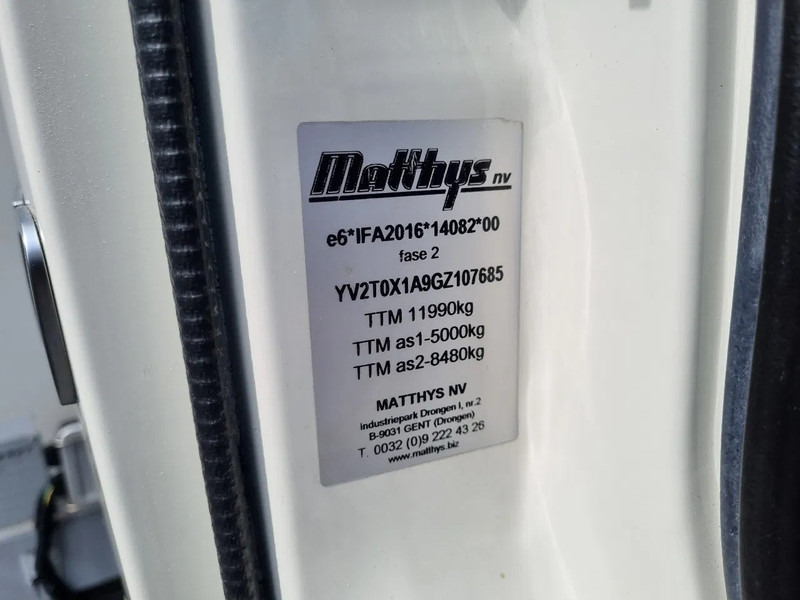 Matthys nv
e6*IFA2016*14082*00
fase 2
YV2T0X1A9GZ107685
TTM 11990kg
TTM as1-5000kg
TTM as2-8480kg
MATTHYS NV
industriepark Drongen I, nr.2
B-9031 GENT (Drongen)
T. 0032 (0)9 222 43 26
www.matthys.biz